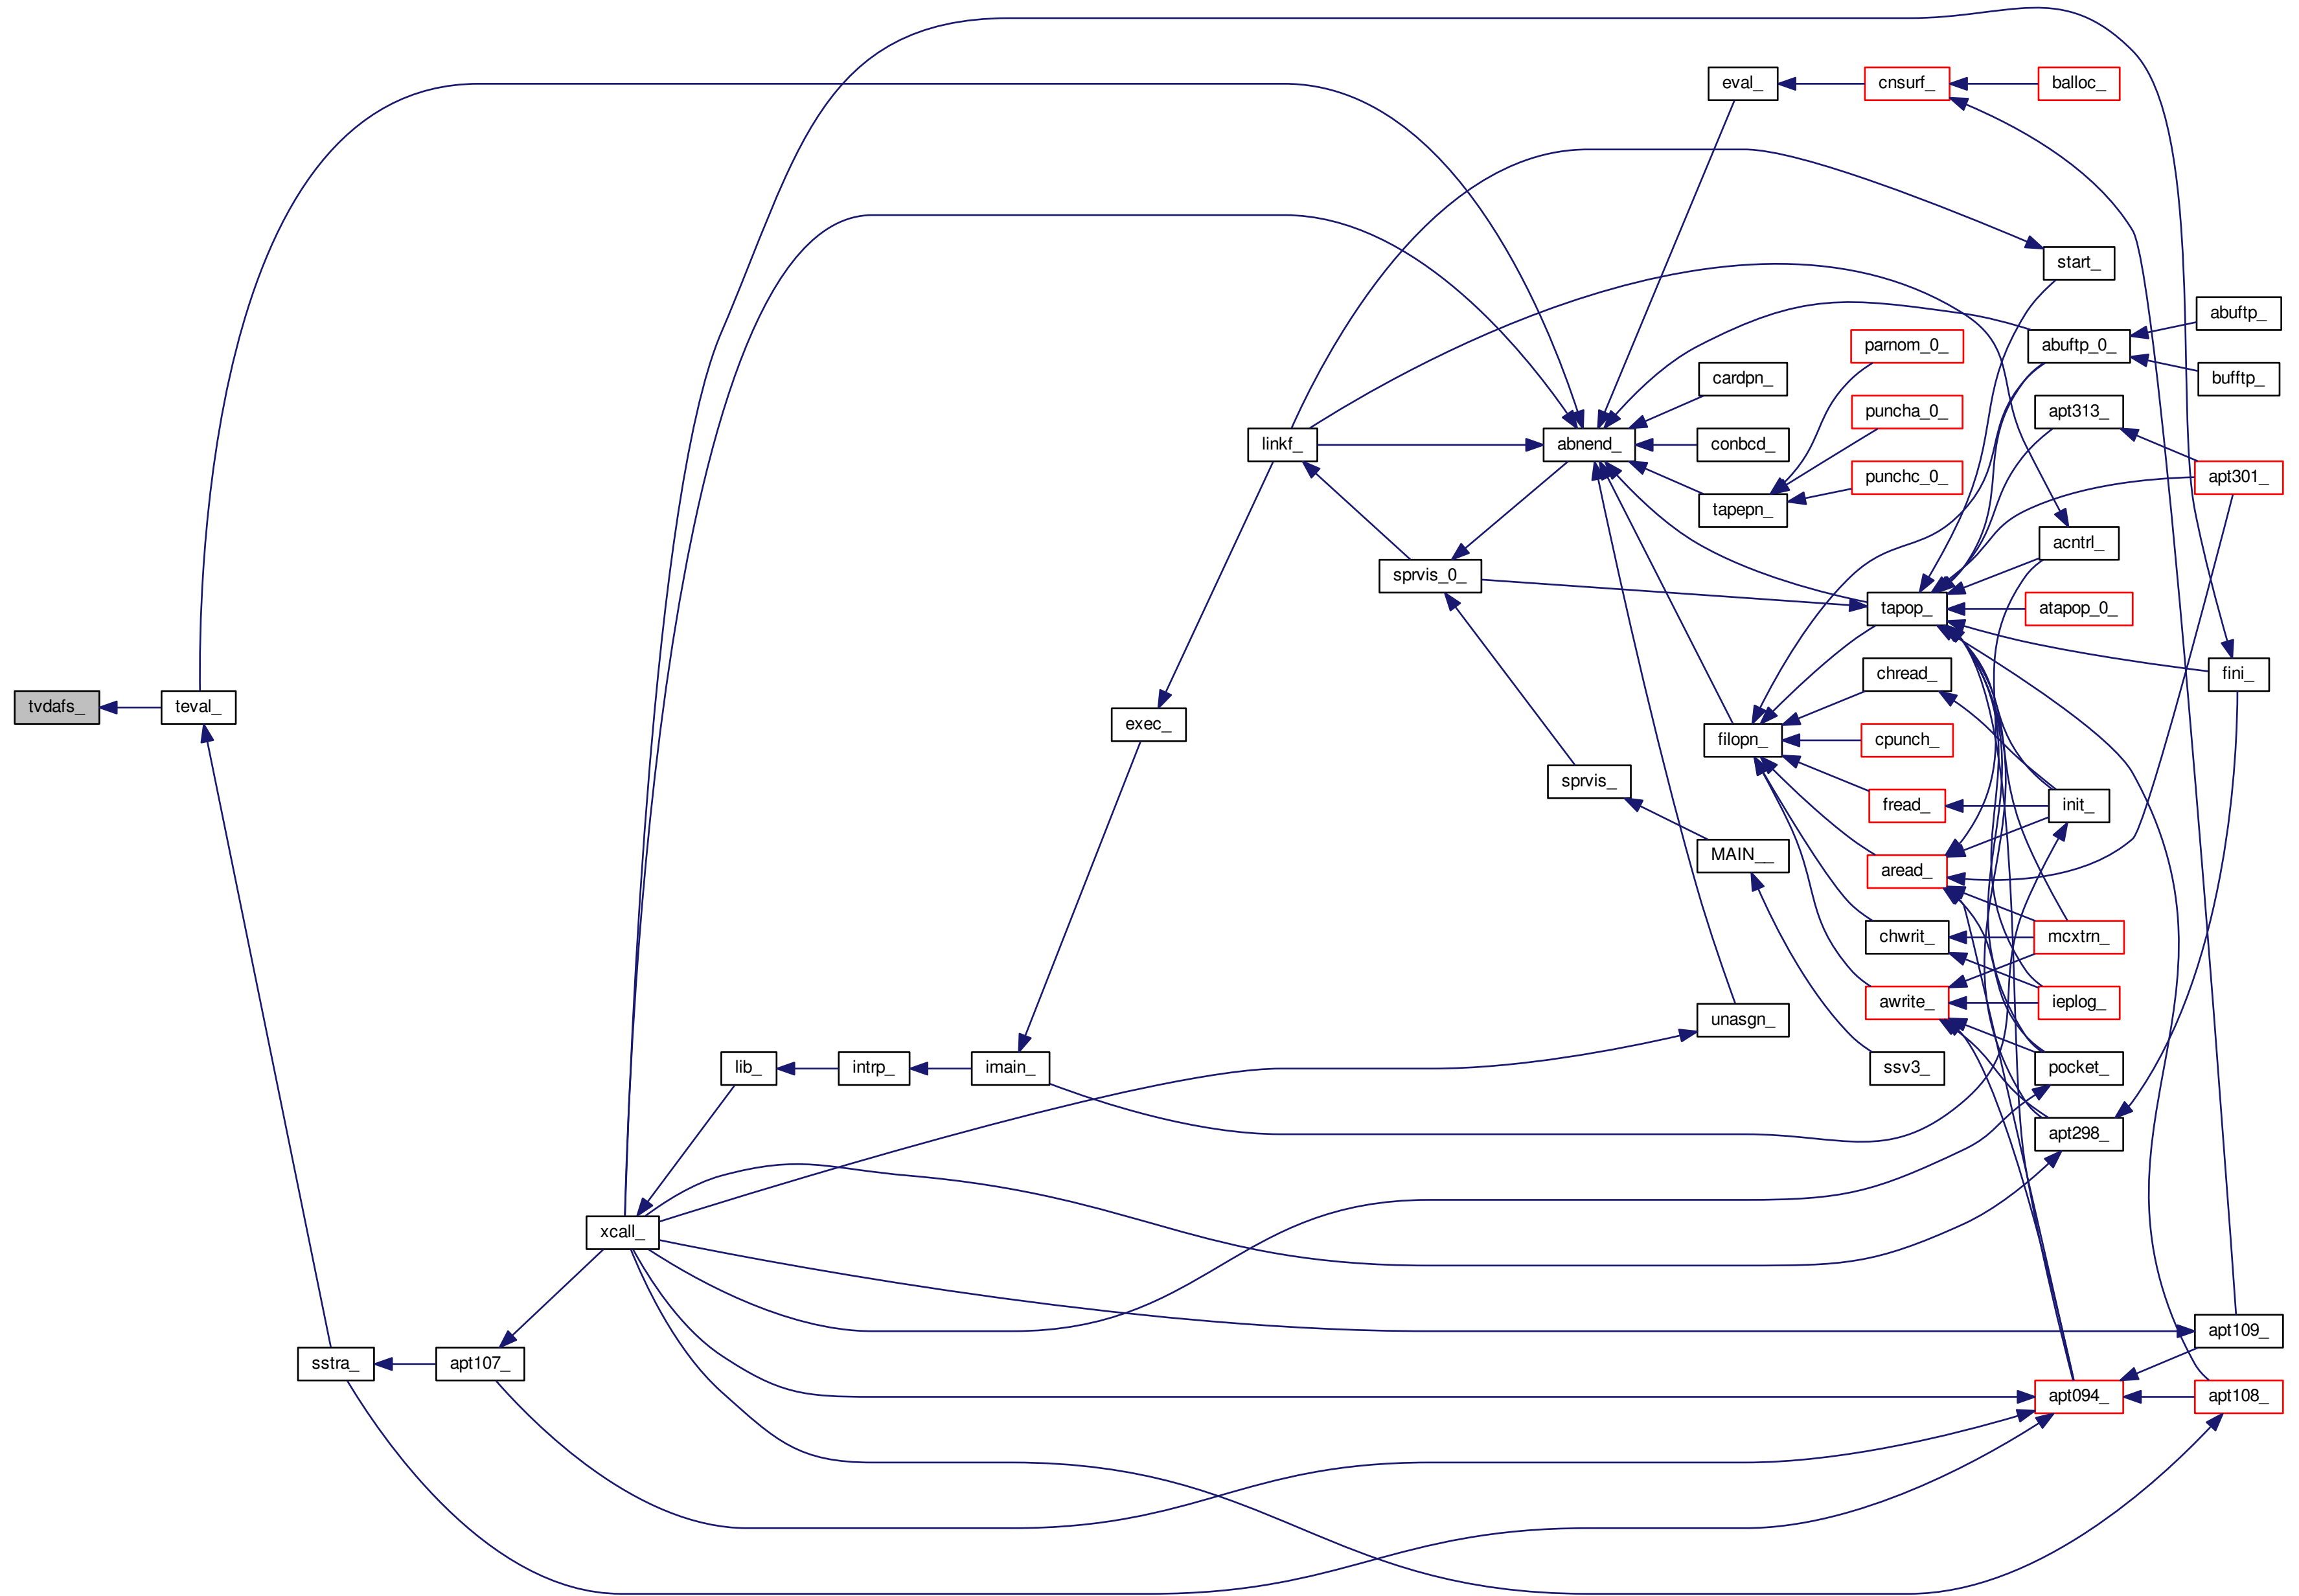 eval_
cnsurf_
balloc_
start_
abuftp_
parnom_0_
abuftp_0_
cardpn_
bufftp_
puncha_0_
apt313_
linkf_
abnend_
conbcd_
punchc_0_
apt301_
tapepn_
acntrl_
sprvis_0_
tapop_
atapop_0_
chread_
fini_
tvdafs_
teval_
exec_
filopn_
cpunch_
sprvis_
fread_
init_
MAIN__
aread_
chwrit_
mcxtrn_
awrite_
ieplog_
unasgn_
lib_
intrp_
imain_
ssv3_
pocket_
apt298_
xcall_
apt109_
sstra_
apt107_
apt094_
apt108_